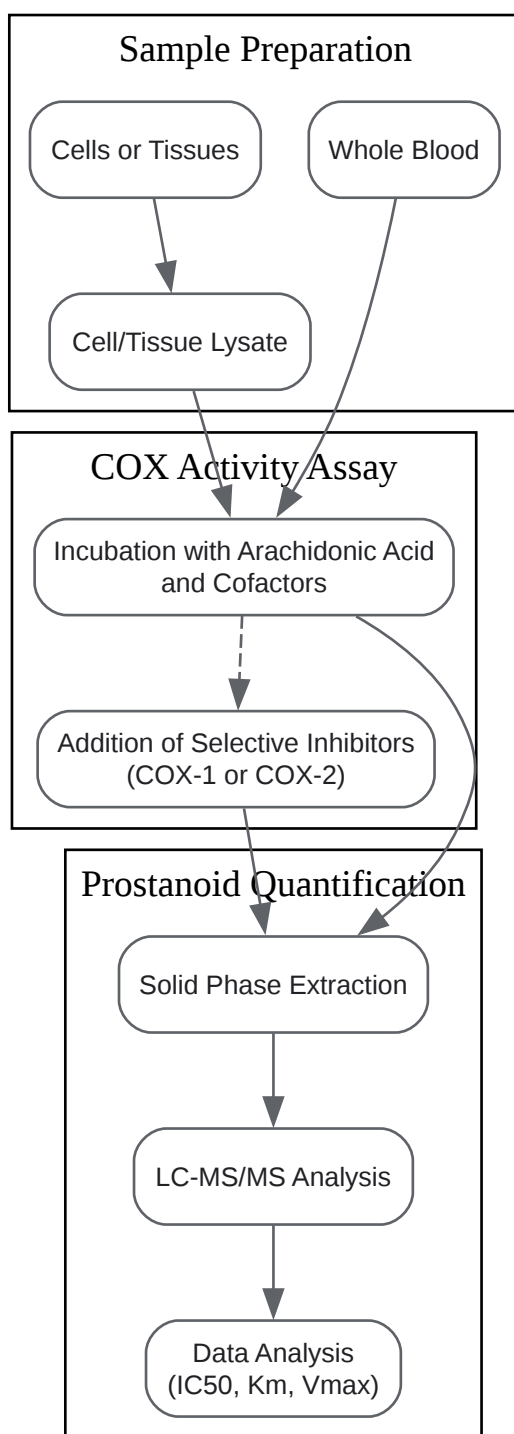 Sample Preparation
Cells or Tissues
Whole Blood
Cell/Tissue Lysate
COX Activity Assay
Incubation with Arachidonic Acid
and Cofactors
Addition of Selective Inhibitors
(COX-1 or COX-2)
Prostanoid Quantification
Solid Phase Extraction
LC-MS/MS Analysis
Data Analysis
(IC50, Km, Vmax)